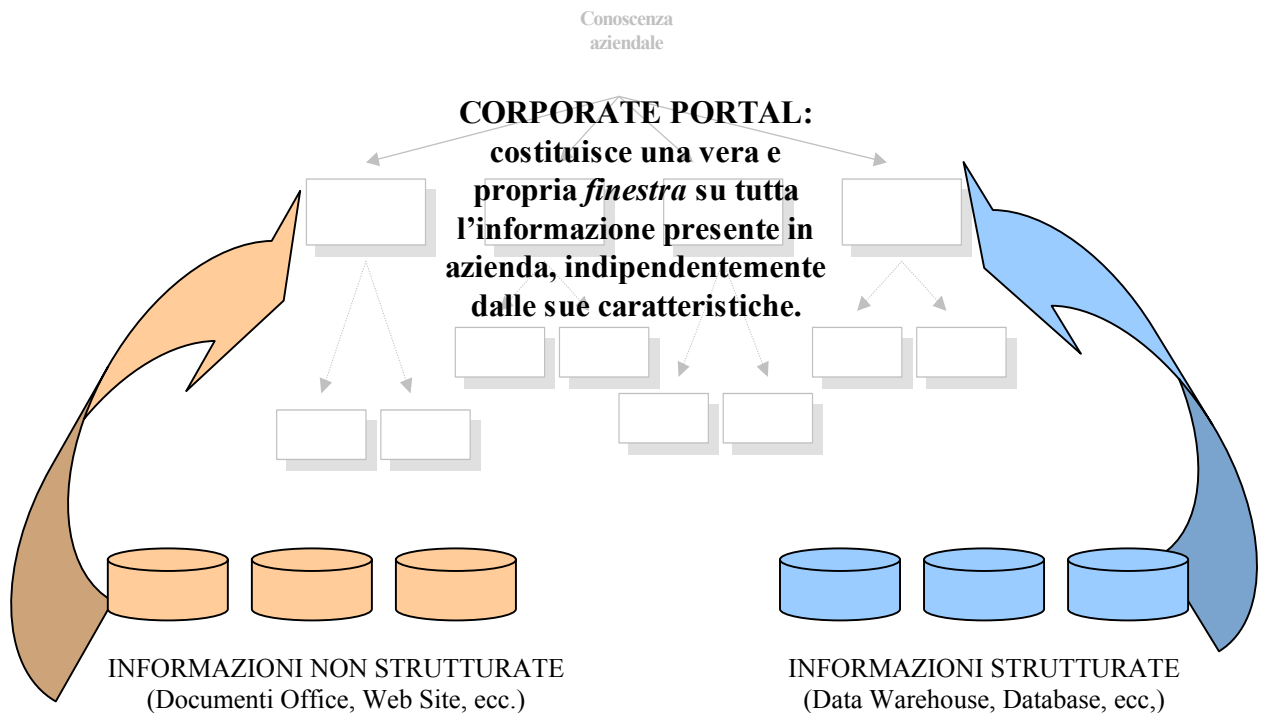 Conoscenza
aziendale
CORPORATE PORTAL:
costituisce una vera e
propria finestra su tutta
l’informazione presente in
azienda, indipendentemente
dalle sue caratteristiche.
INFORMAZIONI NON STRUTTURATE
(Documenti Office, Web Site, ecc.)
INFORMAZIONI STRUTTURATE
(Data Warehouse, Database, ecc,)